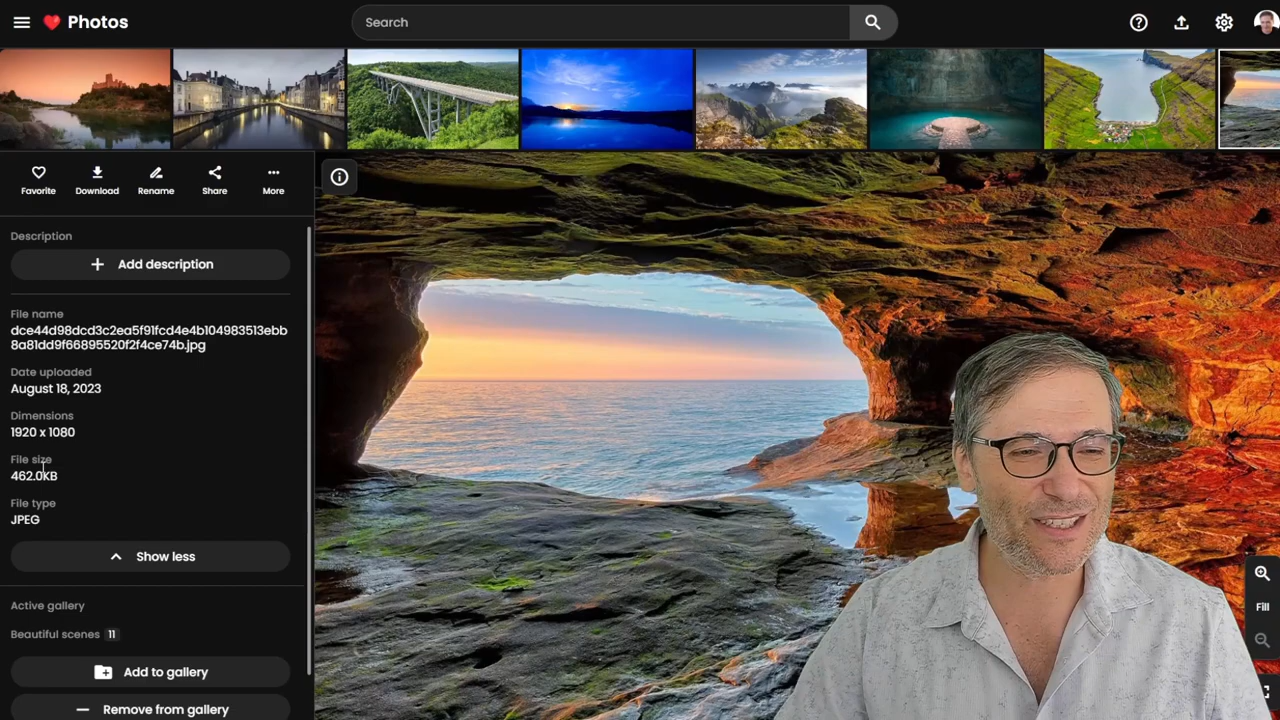 Photos
Search
Favorite
Download
Rename
Share
More
Description
Add description
File name
dce44d98dcd3c2ea5f91fcd4e4b104983513ebb
8a81dd9f66895520f2f4ce74b.jpg
Date uploaded
August 18, 2023
Dimensions
1920 x 1080
File size
462.0KB
File type
JPEG
Show less
Active gallery
Beautiful scenes 11
Add to gallery
Remove from gallery
Fill